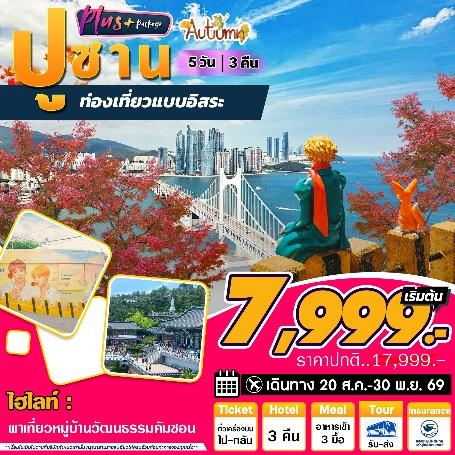 Plus+ Package
Autumn
ปูซาน
5 วัน | 3 คืน
ท่องเที่ยวแบบอิสระ
7,999.-
เริ่มต้น
ราคาปกติ..17,999.-
เดินทาง 20 ส.ค.-30 พ.ย. 69
ไฮไลท์ :
พาเที่ยวหมู่บ้านวัฒนธรรมคัมชอน
Ticket
ตั๋วเครื่องบิน
ไป-กลับ
Hotel
3 คืน
Meal
อาหารเช้า
3 มื้อ
Tour
รับ-ส่ง
Insurance